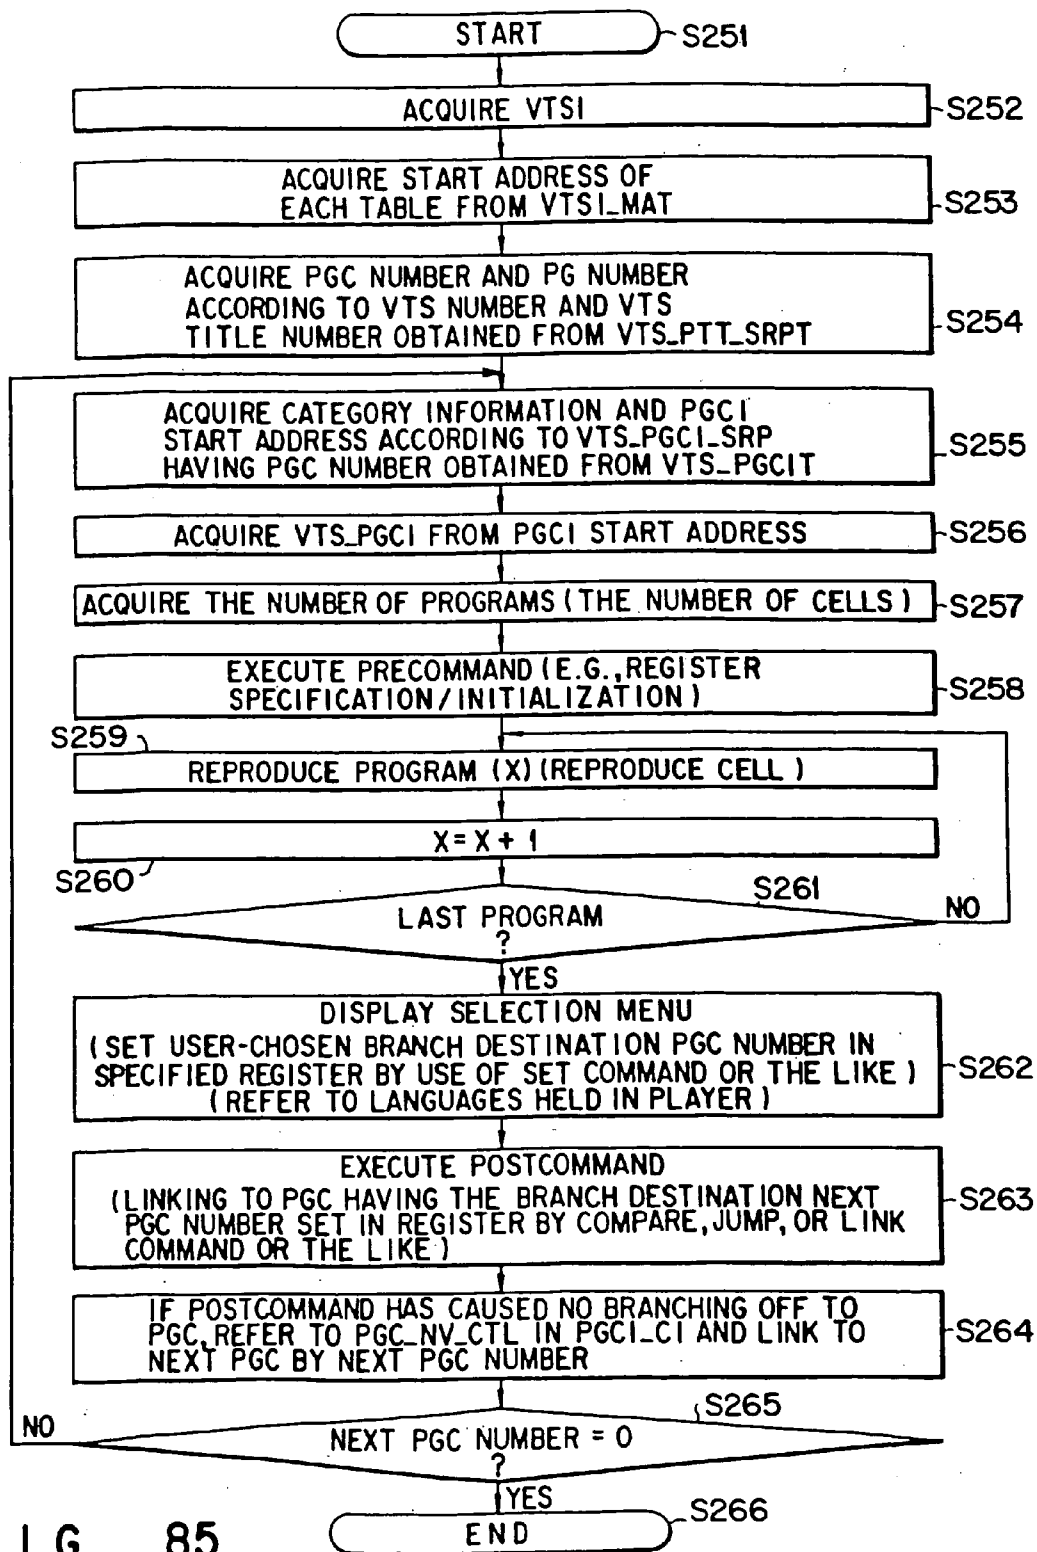 START
S251
ACQUIRE VTSI
S252
ACQUIRE START ADDRESS OF
EACH TABLE FROM VTSI_MAT
S253
ACQUIRE PGC NUMBER AND PG NUMBER
ACCORDING TO VTS NUMBER AND VTS
TITLE NUMBER OBTAINED FROM VTS_PTT_SRPT
S254
ACQUIRE CATEGORY INFORMATION AND PGCI
START ADDRESS ACCORDING TO VTS_PGCI_SRP
HAVING PGC NUMBER OBTAINED FROM VTS_PGCIT
S255
ACQUIRE VTS_PGCI FROM PGCI START ADDRESS
S256
ACQUIRE THE NUMBER OF PROGRAMS (THE NUMBER OF CELLS)
S257
EXECUTE PRECOMMAND (E.G., REGISTER
SPECIFICATION/INITIALIZATION)
S258
S259
REPRODUCE PROGRAM (X) (REPRODUCE CELL)
X = X + 1
S260
S261
LAST PROGRAM
?
NO
YES
DISPLAY SELECTION MENU
(SET USER-CHOSEN BRANCH DESTINATION PGC NUMBER IN
SPECIFIED REGISTER BY USE OF SET COMMAND OR THE LIKE)
(REFER TO LANGUAGES HELD IN PLAYER)
S262
EXECUTE POSTCOMMAND
(LINKING TO PGC HAVING THE BRANCH DESTINATION NEXT
PGC NUMBER SET IN REGISTER BY COMPARE, JUMP, OR LINK
COMMAND OR THE LIKE)
S263
IF POSTCOMMAND HAS CAUSED NO BRANCHING OFF TO
PGC, REFER TO PGC_NV_CTL IN PGCI_CI AND LINK TO
NEXT PGC BY NEXT PGC NUMBER
S264
S265
NO
NEXT PGC NUMBER = 0
?
YES
END
S266
I G. 85